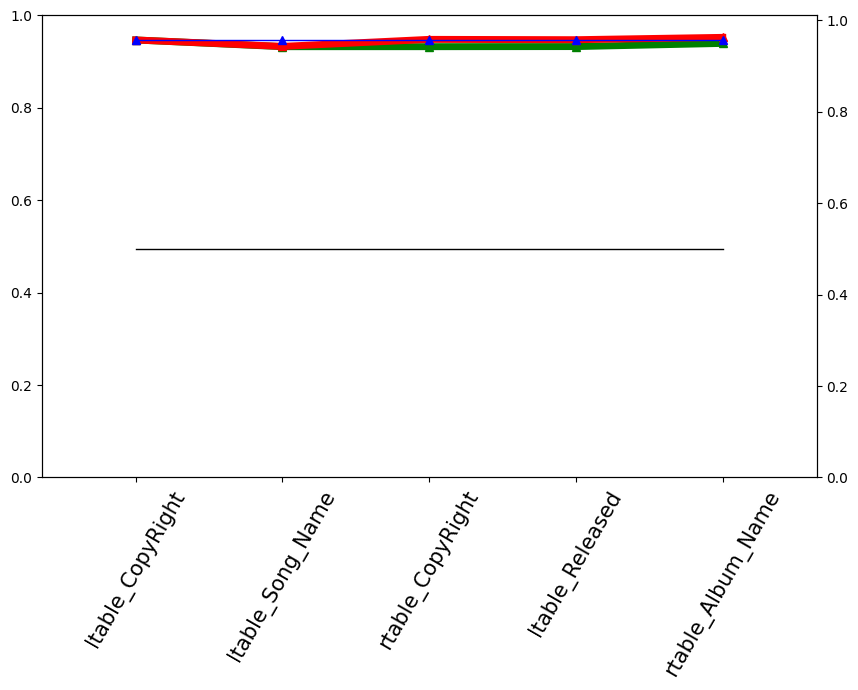 1.0
0.8
0.6
0.4
0.2
0.0
1.0
0.8
0.6
0.4
0.2
0.0
ltable_CopyRight
ltable_Song_Name
rtable_CopyRight
ltable_Released
rtable_Album_Name